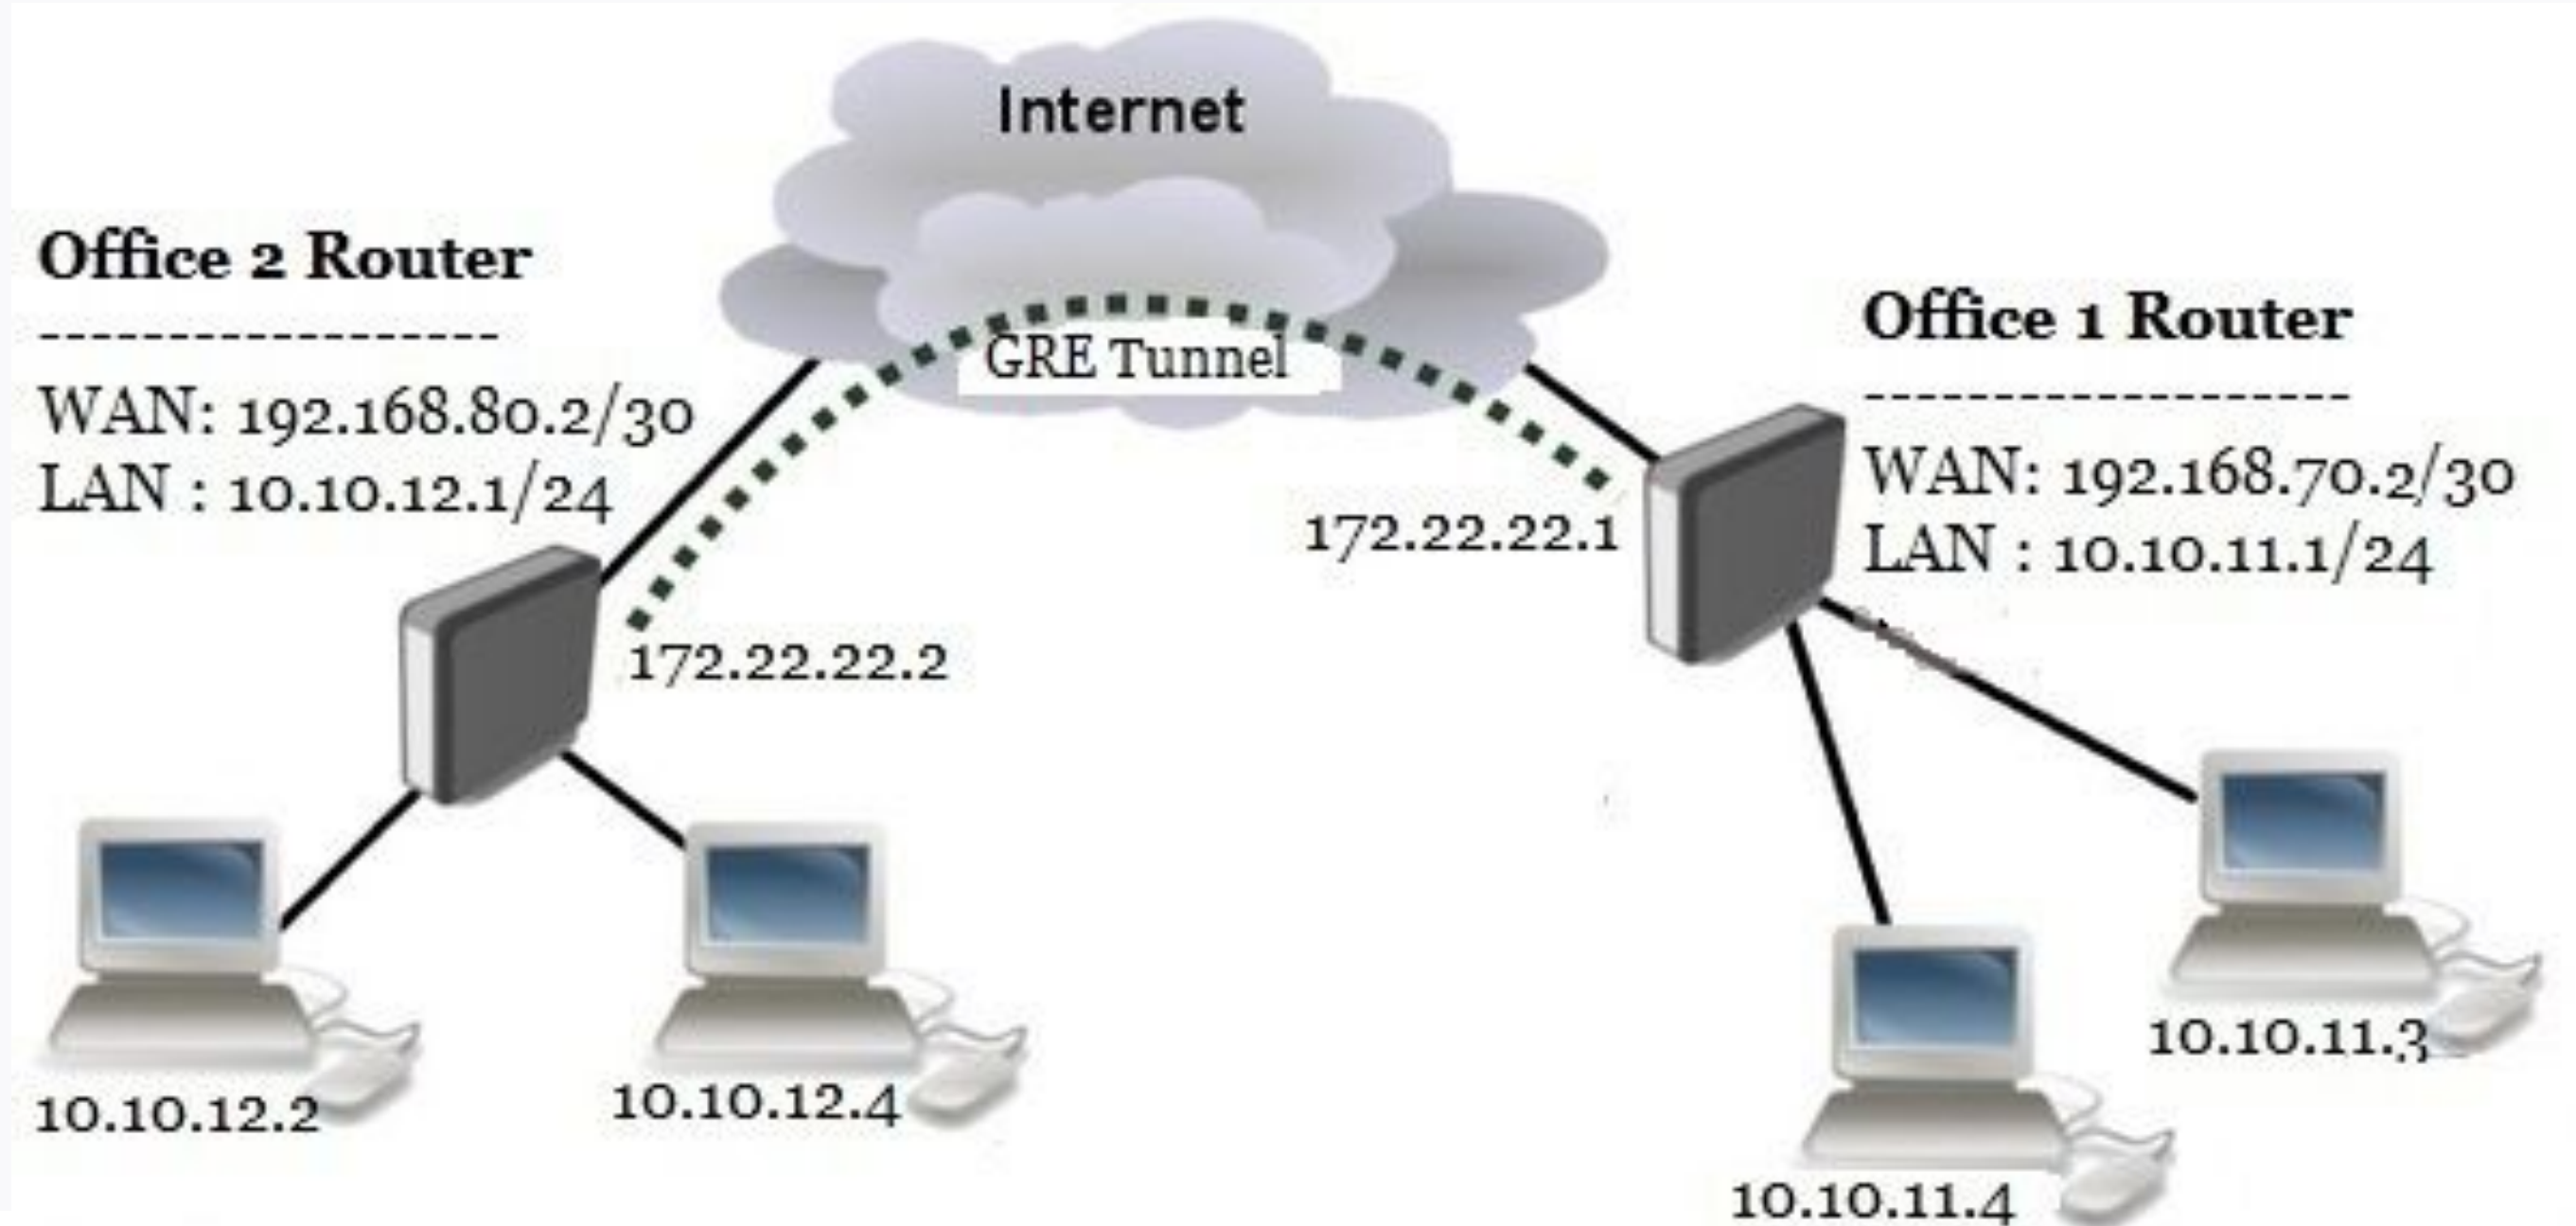 Internet
GRE Tunnel
Office 2 Router
------------------
WAN: 192.168.80.2/30
LAN : 10.10.12.1/24
172.22.22.2
10.10.12.2
10.10.12.4
Office 1 Router
-------------------
WAN: 192.168.70.2/30
LAN : 10.10.11.1/24
172.22.22.1
10.10.11.3
10.10.11.4